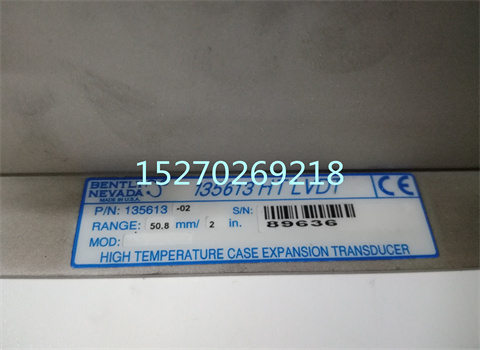 15270269218
BENTLY
NEVADA
MADE IN U.S.A.
135613 HT LVDT
CE
P/N: 135613 -02
S/N:
89636
RANGE: 50.8 mm/ 2 in.
MOD:
HIGH TEMPERATURE CASE EXPANSION TRANSDUCER